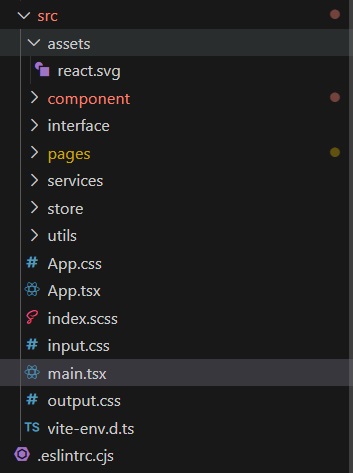 src
assets
react.svg
component
interface
pages
services
store
utils
# App.css
App.tsx
index.scss
# input.css
main.tsx
# output.css
TS vite-env.d.ts
.eslintrc.cjs